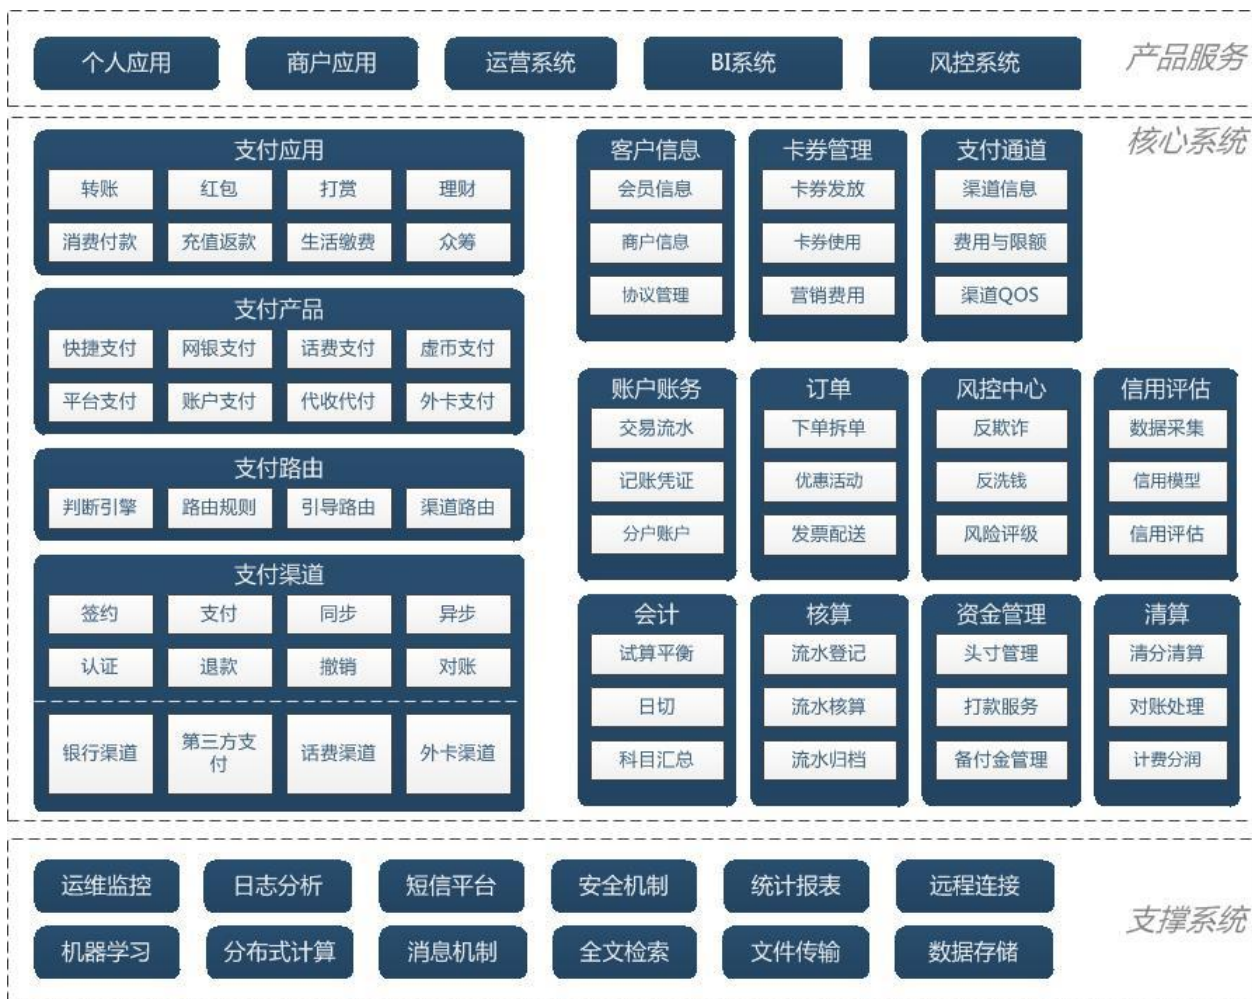 个人应用
商户应用
运营系统
BI系统
风控系统
产品服务
核心系统
支付应用
转账
红包
打赏
理财
消费付款
充值返款
生活缴费
众筹
支付产品
快捷支付
网银支付
话费支付
虚币支付
平台支付
账户支付
代收代付
外卡支付
支付路由
判断引擎
路由规则
引导路由
渠道路由
支付渠道
签约
支付
同步
异步
认证
退款
撤销
对账
银行渠道
第三方支
付
话费渠道
外卡渠道
客户信息
会员信息
商户信息
协议管理
卡券管理
卡券发放
卡券使用
营销费用
支付通道
渠道信息
费用与限额
渠道QOS
账户账务
交易流水
记账凭证
分户账户
订单
下单拆单
优惠活动
发票配送
风控中心
反欺诈
反洗钱
风险评级
信用评估
数据采集
信用模型
信用评估
会计
试算平衡
日切
科目汇总
核算
流水登记
流水核算
流水归档
资金管理
头寸管理
打款服务
备付金管理
清算
清分清算
对账处理
计费分润
运维监控
日志分析
短信平台
安全机制
统计报表
远程连接
支撑系统
机器学习
分布式计算
消息机制
全文检索
文件传输
数据存储